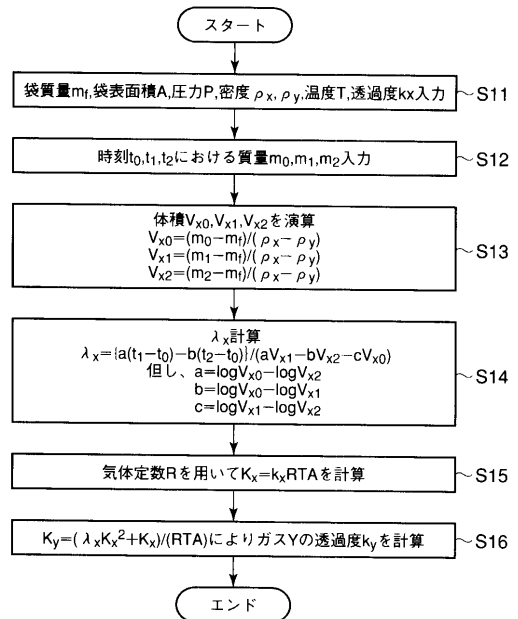 スタート
袋質量mf,袋表面積A,圧力P,密度ρx,ρy,温度T,透過度kx入力
S11
時刻t0,t1,t2における質量m0,m1,m2入力
S12
体積Vx0,Vx1,Vx2を演算
Vx0=(m0−mf)/(ρx−ρy)
Vx1=(m1−mf)/(ρx−ρy)
Vx2=(m2−mf)/(ρx−ρy)
S13
λx計算
λx={a(t1−t0)−b(t2−t0)}/(aVx1−bVx2−cVx0)
但し、a=logVx0−logVx2
b=logVx0−logVx1
c=logVx1−logVx2
S14
気体定数Rを用いてKx=kxRTAを計算
S15
Ky=(λxKx²+Kx)/(RTA)によりガスYの透過度kyを計算
S16
エンド